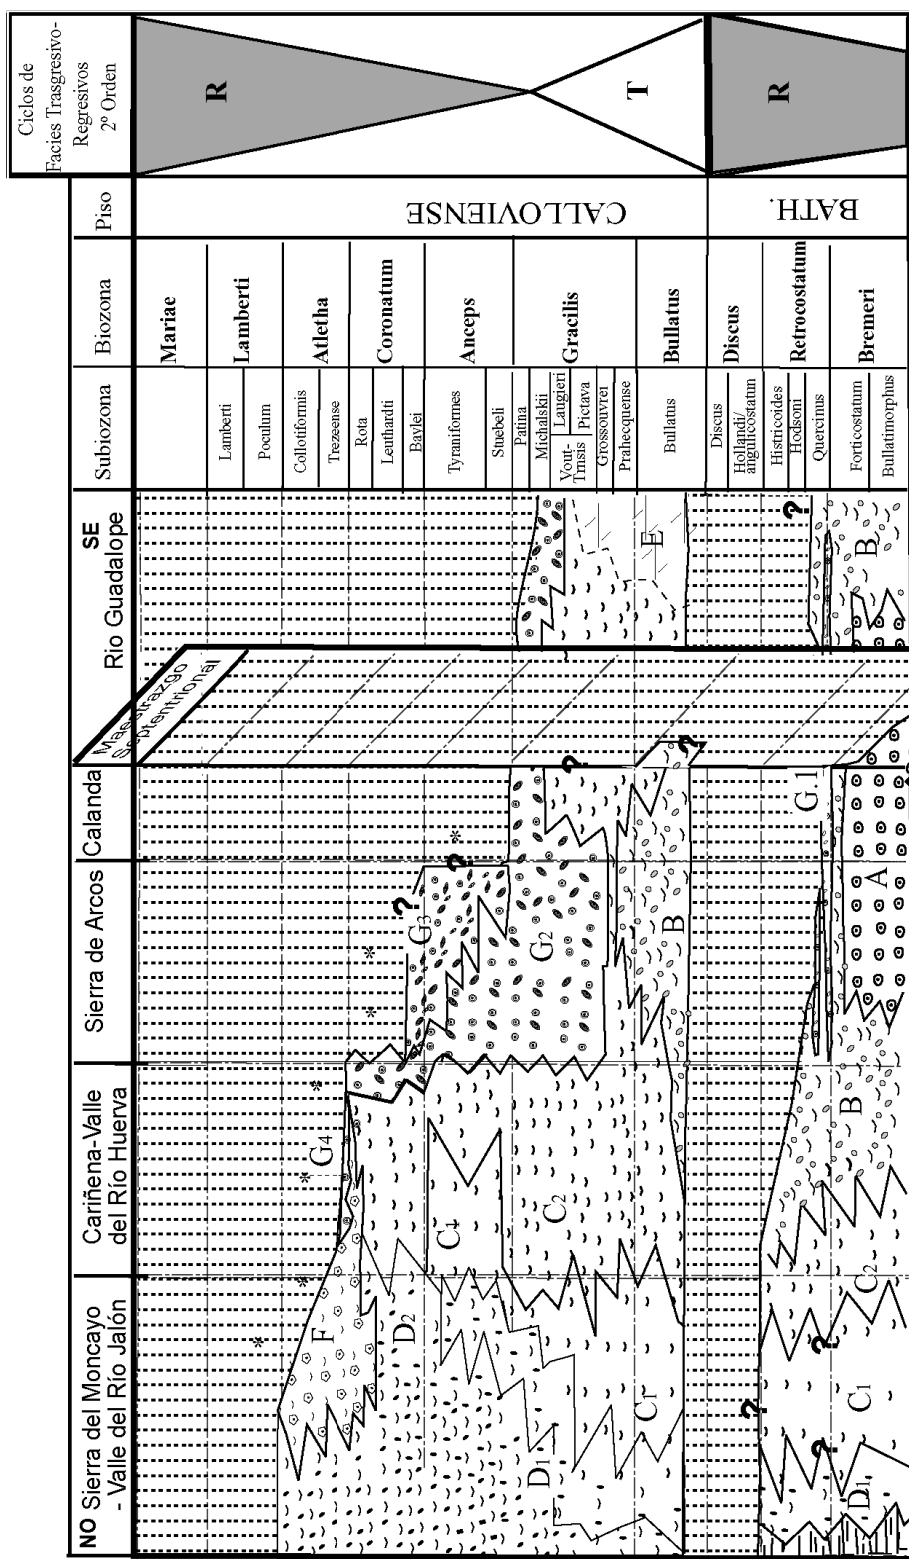 Ciclos de
Facies Trasgresivo-
Regresivos
2º Orden
R
T
R
Piso
CALLOVIENSE
BATH.
Biozona
Mariae
Lamberti
Atletha
Coronatum
Anceps
Gracilis
Bullatus
Discus
Retrocostatum
Bremeri
Subiozona
Lamberti
Poculum
Collotiformis
Trezeense
Rota
Leuthardti
Baylei
Tyraniformes
Stuebeli
Patina
Michalskii
Laugieri
Vout-
Trnsis
Pictava
Grossouvrei
Prahecquense
Bullatus
Discus
Hollandi/
angulicostatum
Histricoides
Hodsoni
Quercinus
Forticostatum
Bullatimorphus
SE
Rio Guadalope
E
?
B
Maestrazgo
Septentrional
Calanda
*
?
?
G.1
Sierra de Arcos
*
*
?
?
G3
G2
B
A
Cariñena-Valle
del Río Huerva
*
*
G4
C1
C2
B
NO Sierra del Moncayo
- Valle del Río Jalón
*
*
F
D2
D1
C1
?
?
?
C2
C1
D1